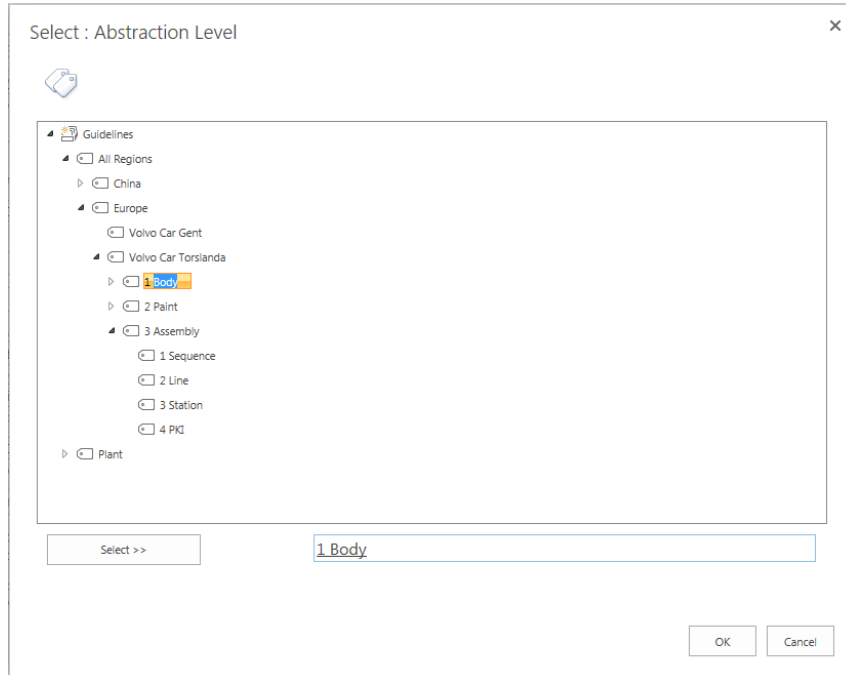 Select : Abstraction Level
Guidelines
All Regions
China
Europe
Volvo Car Gent
Volvo Car Torslanda
1 Body
2 Paint
3 Assembly
1 Sequence
2 Line
3 Station
4 PKI
Plant
Select >>
1 Body
OK
Cancel